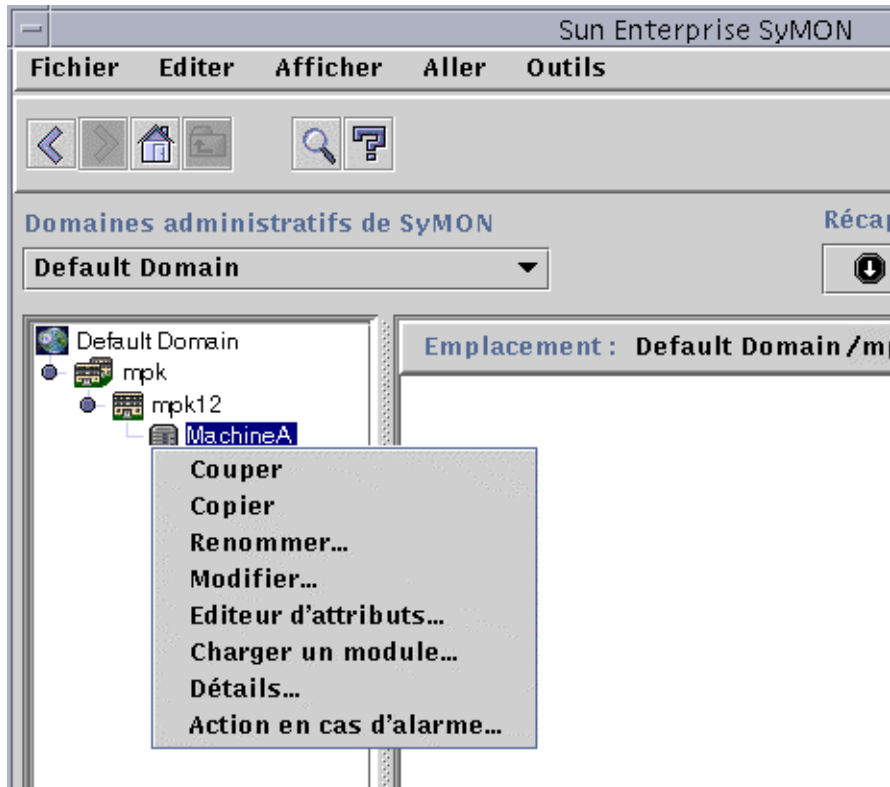 Sun Enterprise SyMON
Fichier Editer Afficher Aller Outils
Domaines administratifs de SyMON Récap
Default Domain
Default Domain
Emplacement : Default Domain /mp
mpk
mpk12
MachineA
Couper
Copier
Renommer...
Modifier...
Editeur d'attributs...
Charger un module...
Détails...
Action en cas d'alarme...